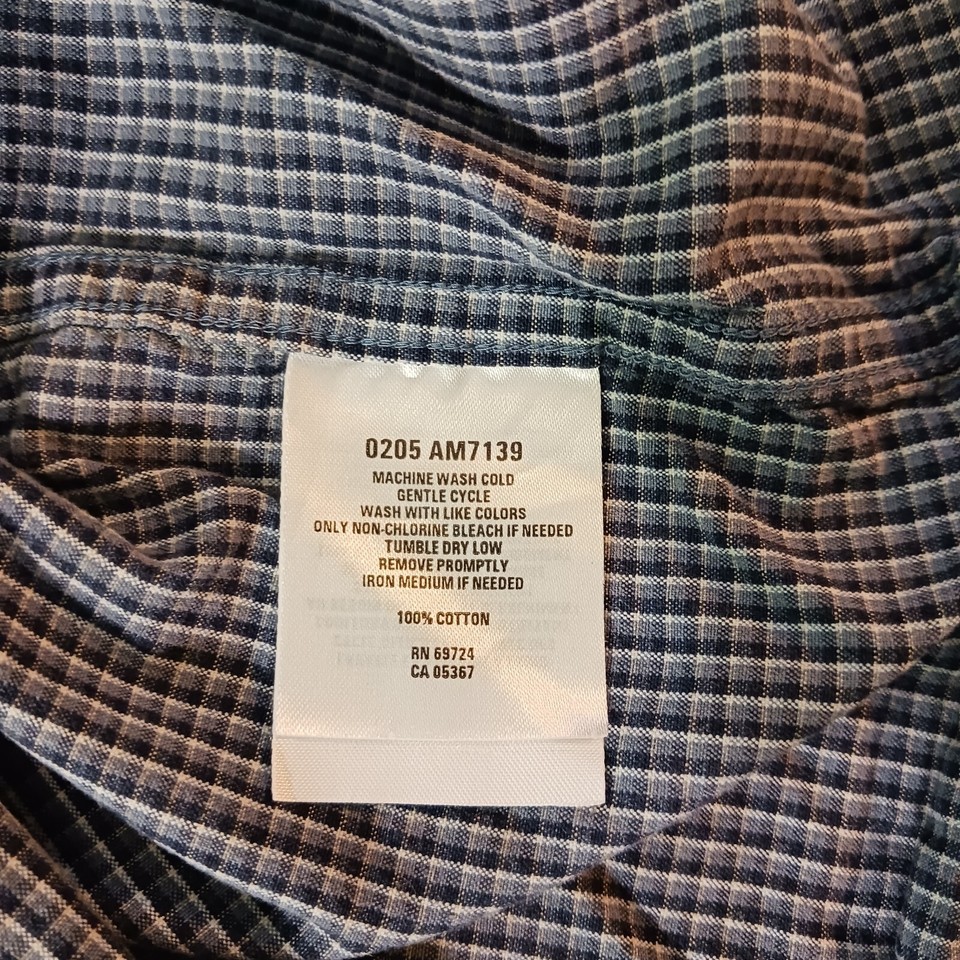 0205 AM7139
MACHINE WASH COLD
GENTLE CYCLE
WASH WITH LIKE COLORS
ONLY NON-CHLORINE BLEACH IF NEEDED
TUMBLE DRY LOW
REMOVE PROMPTLY
IRON MEDIUM IF NEEDED
100% COTTON
RN 69724
CA 05367